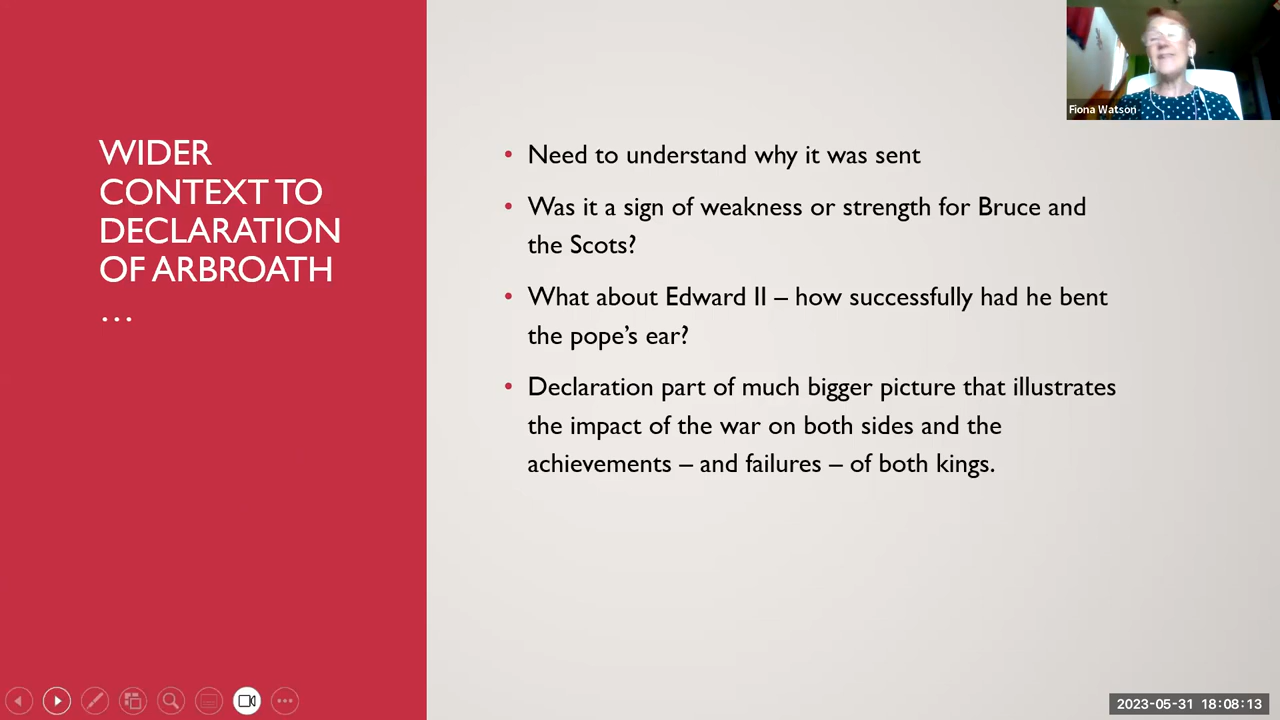 WIDER
CONTEXT TO
DECLARATION
OF ARBROATH
…
• Need to understand why it was sent
• Was it a sign of weakness or strength for Bruce and
the Scots?
• What about Edward II – how successfully had he bent
the pope’s ear?
• Declaration part of much bigger picture that illustrates
the impact of the war on both sides and the
achievements – and failures – of both kings.
Fiona Watson
2023-05-31 18:08:13